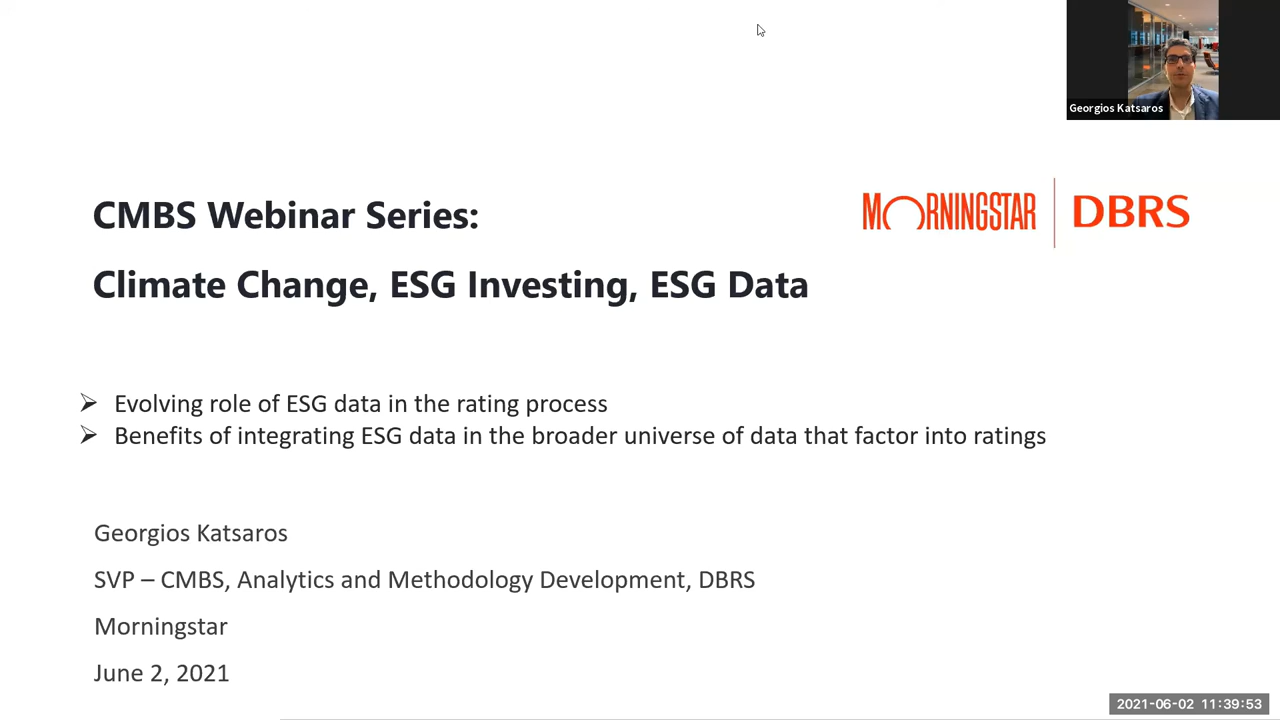 Georgios Katsaros
CMBS Webinar Series:
MORNINGSTAR | DBRS
Climate Change, ESG Investing, ESG Data
➢ Evolving role of ESG data in the rating process
➢ Benefits of integrating ESG data in the broader universe of data that factor into ratings
Georgios Katsaros
SVP – CMBS, Analytics and Methodology Development, DBRS
Morningstar
June 2, 2021
2021-06-02 11:39:53